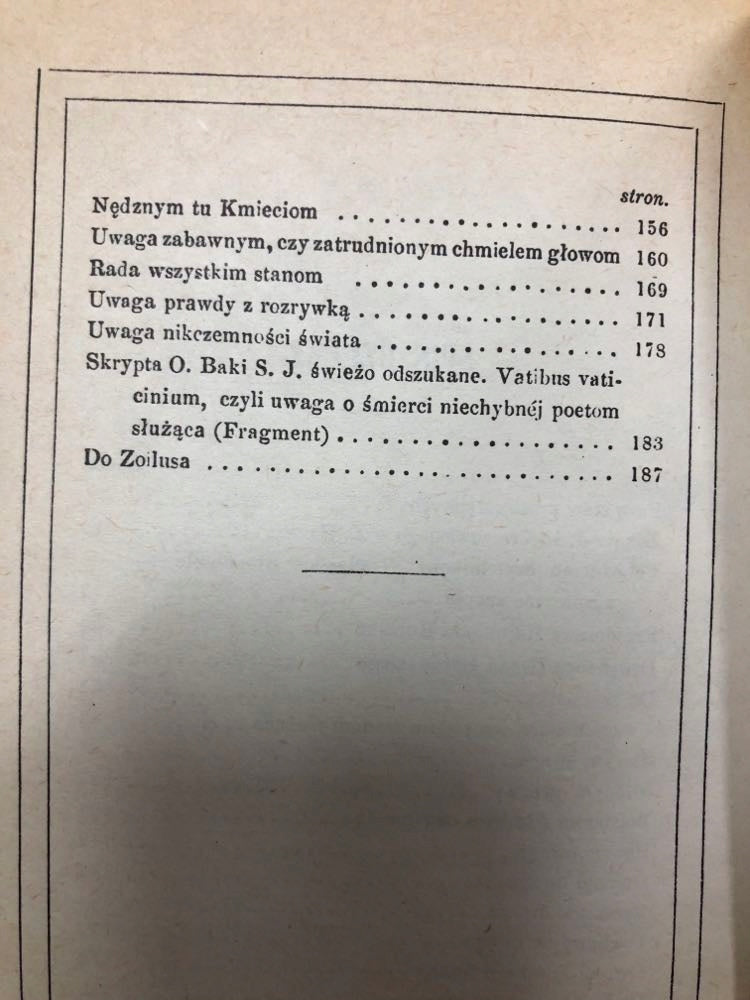 stron.
Nędznym tu Kmieciom . . . . . . . . . . . . . . . . . . . . 156
Uwaga zabawnym, czy zatrudnionym chmielem głowom 160
Rada wszystkim stanom . . . . . . . . . . . . . . . . . . 169
Uwaga prawdy z rozrywką . . . . . . . . . . . . . . . . . . 171
Uwaga nikczemności świata . . . . . . . . . . . . . . . . . 178
Skrypta O. Baki S. J. świeżo odszukane. Vatibus vati-
cinium, czyli uwaga o śmierci niechybnéj poetom
służąca (Fragment) . . . . . . . . . . . . . . . . . . . 183
Do Zoilusa . . . . . . . . . . . . . . . . . . . . . . . . . . . . 187